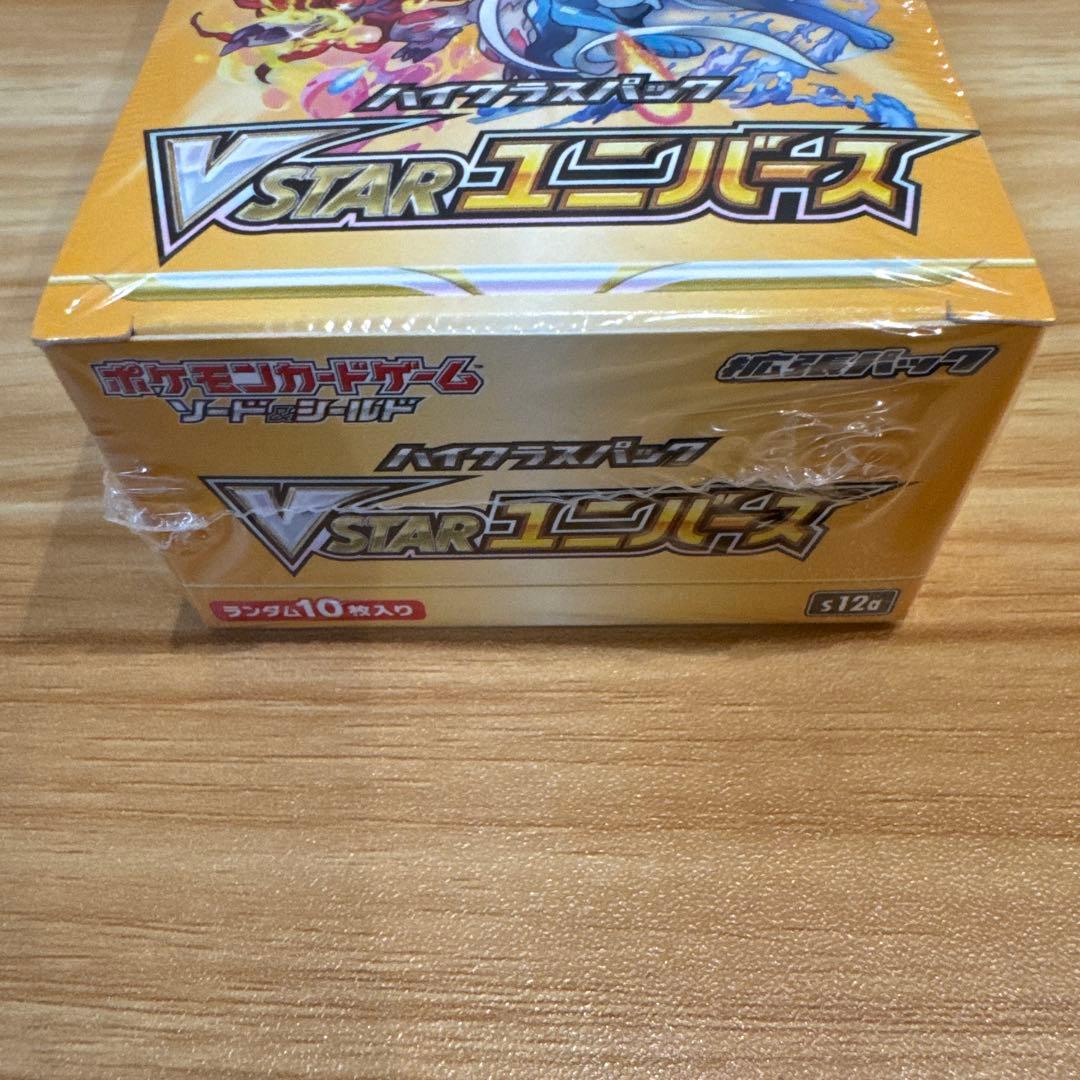 ハイクラスパック
VSTARユニバース
ポケモンカードゲーム
ソード&シールド
拡張パック
ハイクラスパック
VSTARユニバース
ランダム10枚入り
s12a